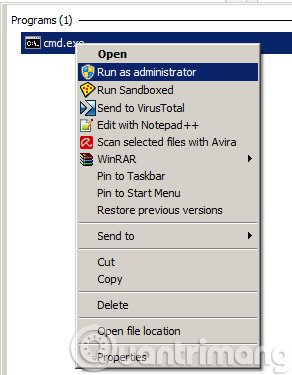 Programs (1)
cmd.exe
Open
Run as administrator
Run Sandboxed
Send to VirusTotal
Edit with Notepad++
Scan selected files with Avira
WinRAR
Pin to Taskbar
Pin to Start Menu
Restore previous versions
Send to
Cut
Copy
Delete
Open file location
Properties
Quantrimang